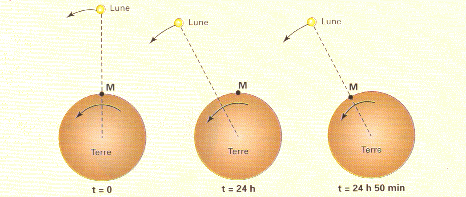 Lune
M
Terre
t = 0
Lune
M
Terre
t = 24 h
Lune
M
Terre
t = 24 h 50 min